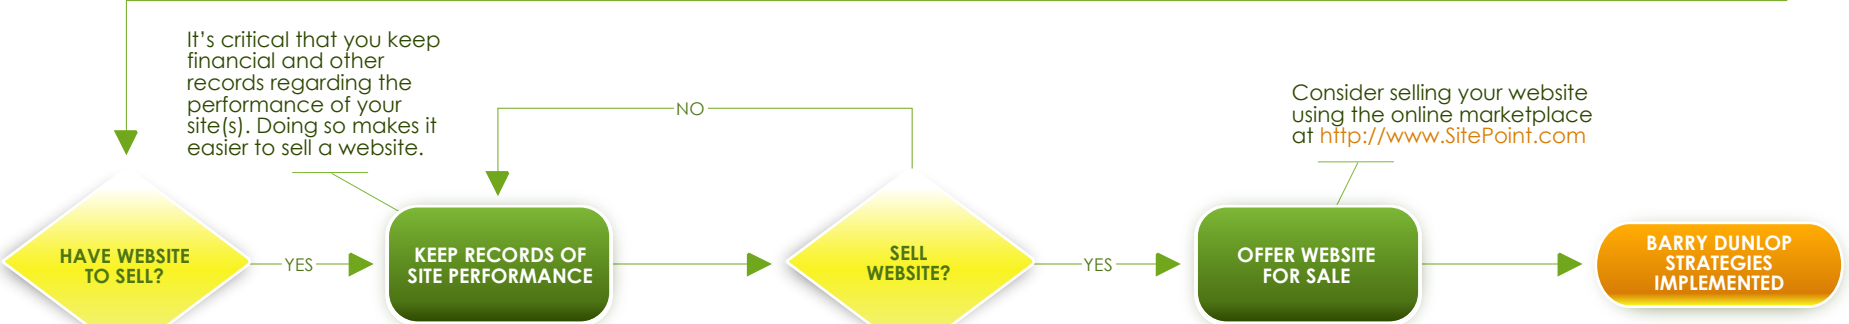 It's critical that you keep
financial and other
records regarding the
performance of your
site(s). Doing so makes it
easier to sell a website.
NO
Consider selling your website
using the online marketplace
at http://www.SitePoint.com
HAVE WEBSITE
TO SELL?
YES
KEEP RECORDS OF
SITE PERFORMANCE
SELL
WEBSITE?
YES
OFFER WEBSITE
FOR SALE
BARRY DUNLOP
STRATEGIES
IMPLEMENTED